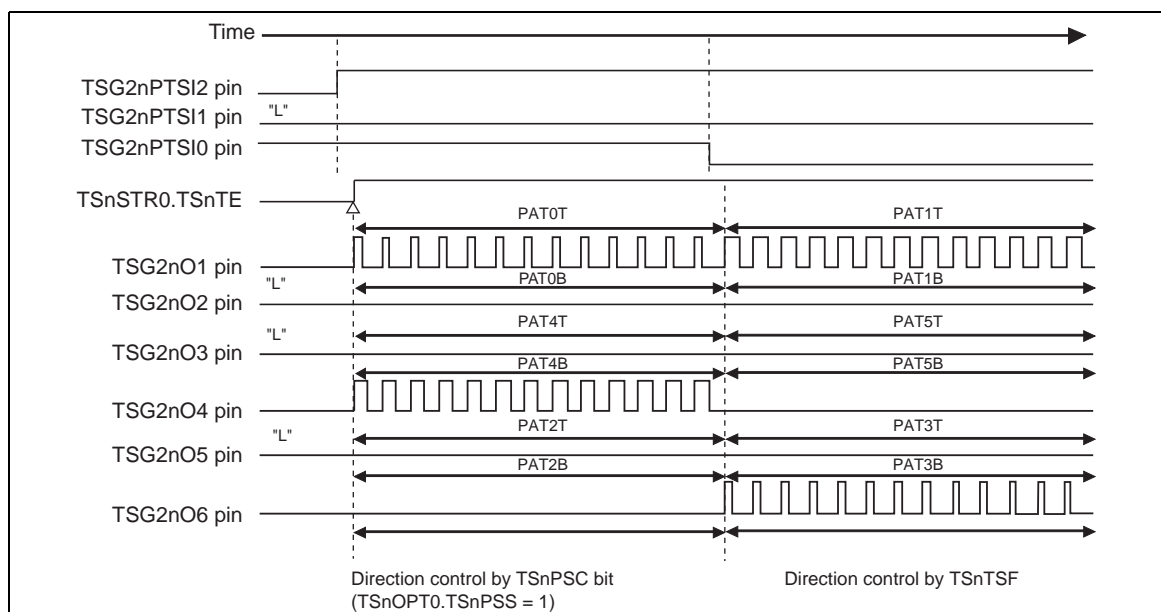 Time
TSG2nPTSI2 pin
TSG2nPTSI1 pin "L"
TSG2nPTSI0 pin
TSnSTR0.TSnTE
PAT0T PAT1T
TSG2nO1 pin
"L" PAT0B PAT1B
TSG2nO2 pin
"L" PAT4T PAT5T
TSG2nO3 pin
PAT4B PAT5B
TSG2nO4 pin
"L" PAT2T PAT3T
TSG2nO5 pin
PAT2B PAT3B
TSG2nO6 pin
Direction control by TSnPSC bit
(TSnOPT0.TSnPSS = 1)
Direction control by TSnTSF